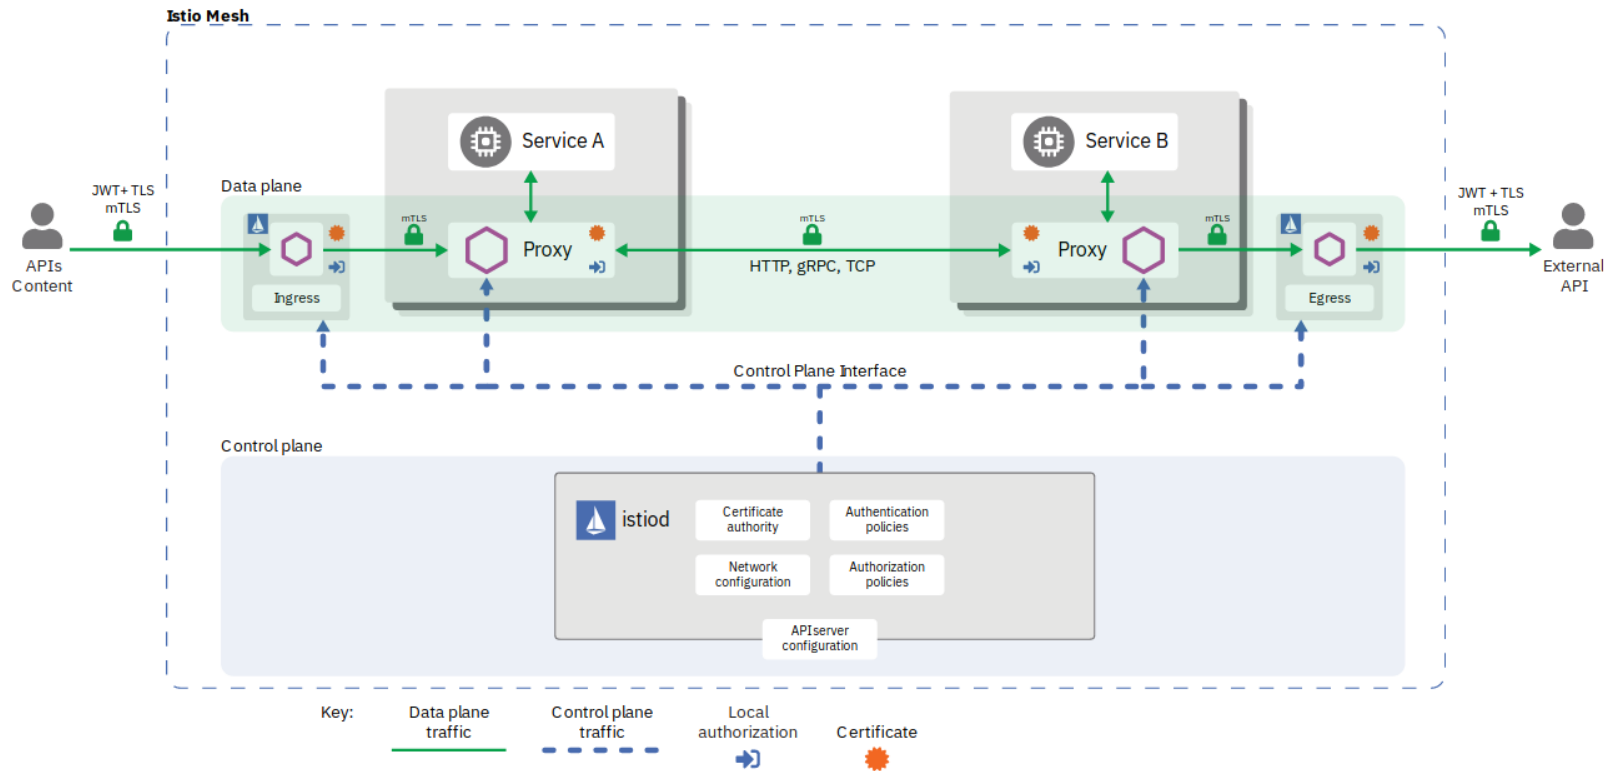 Istio Mesh
Service A
Service B
Data plane
JWT+ TLS
mTLS
JWT + TLS
mTLS
mTLS
mTLS
mTLS
Proxy
Proxy
HTTP, gRPC, TCP
APIs
Content
External
API
Ingress
Egress
Control Plane Interface
Control plane
istiod
Certificate
authority
Authentication
policies
Network
configuration
Authorization
policies
API server
configuration
Key:
Data plane
traffic
Control plane
traffic
Local
authorization
Certificate